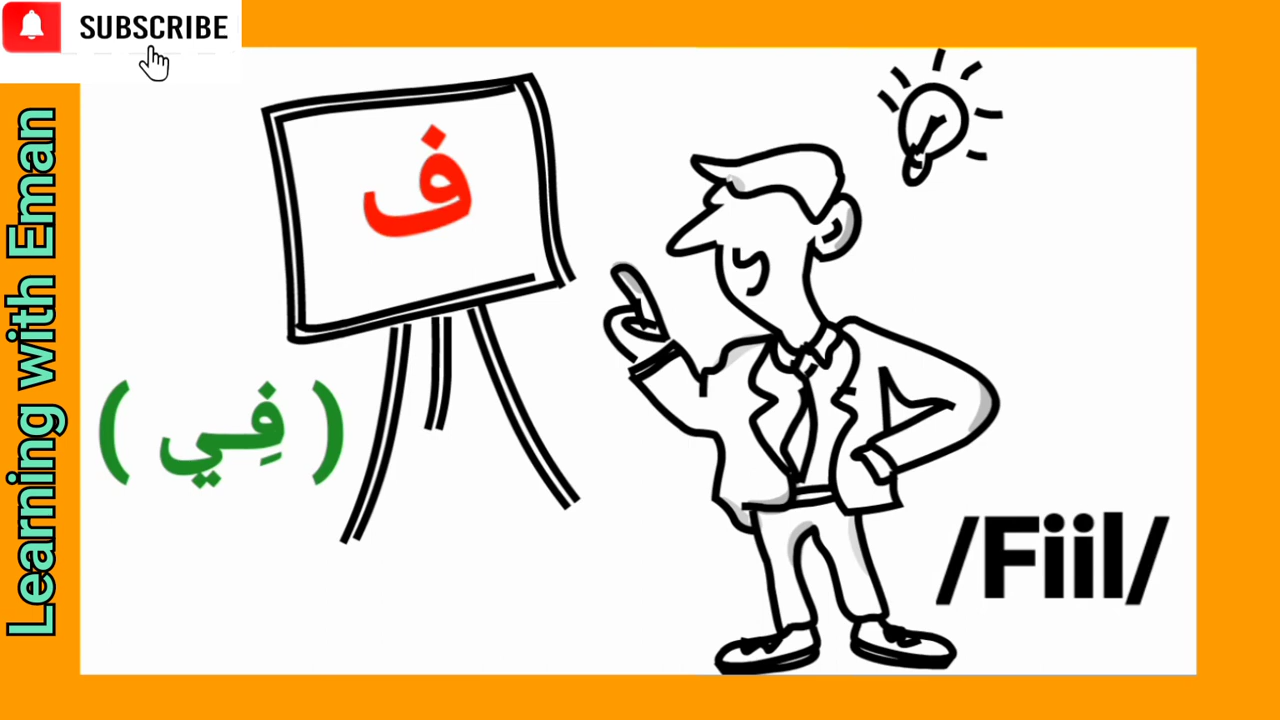 SUBSCRIBE
Learning with Eman
ف
( فِي )
/Fiil/